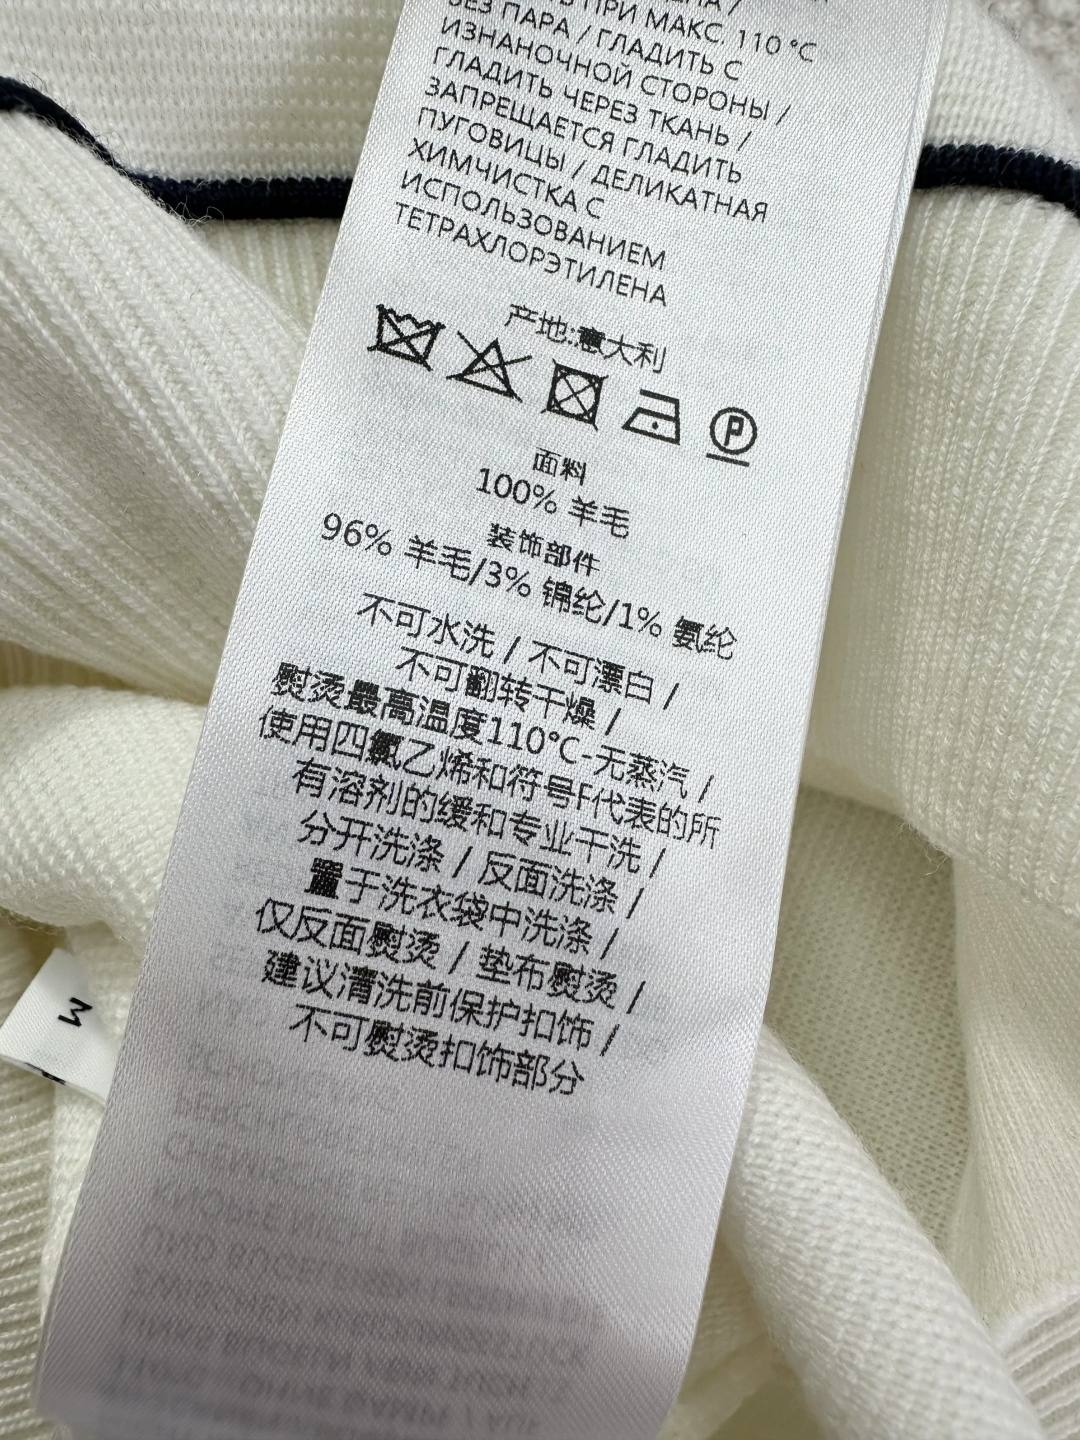 ПРИ МАКС. 110 °C
БЕЗ ПАРА / ГЛАДИТЬ С
ИЗНАНОЧНОЙ СТОРОНЫ /
ГЛАДИТЬ ЧЕРЕЗ ТКАНЬ /
ЗАПРЕЩАЕТСЯ ГЛАДИТЬ
ПУГОВИЦЫ / ДЕЛИКАТНАЯ
ХИМЧИСТКА С
ИСПОЛЬЗОВАНИЕМ
ТЕТРАХЛОРЭТИЛЕНА
产地:意大利
P
面料
100% 羊毛
装饰部件
96% 羊毛/3% 锦纶/1% 氨纶
不可水洗 / 不可漂白 /
不可翻转干燥 /
熨烫最高温度110°C-无蒸汽 /
使用四氯乙烯和符号F代表的所
有溶剂的缓和专业干洗 /
分开洗涤 / 反面洗涤 /
置于洗衣袋中洗涤 /
仅反面熨烫 / 垫布熨烫 /
建议清洗前保护扣饰 /
不可熨烫扣饰部分
M